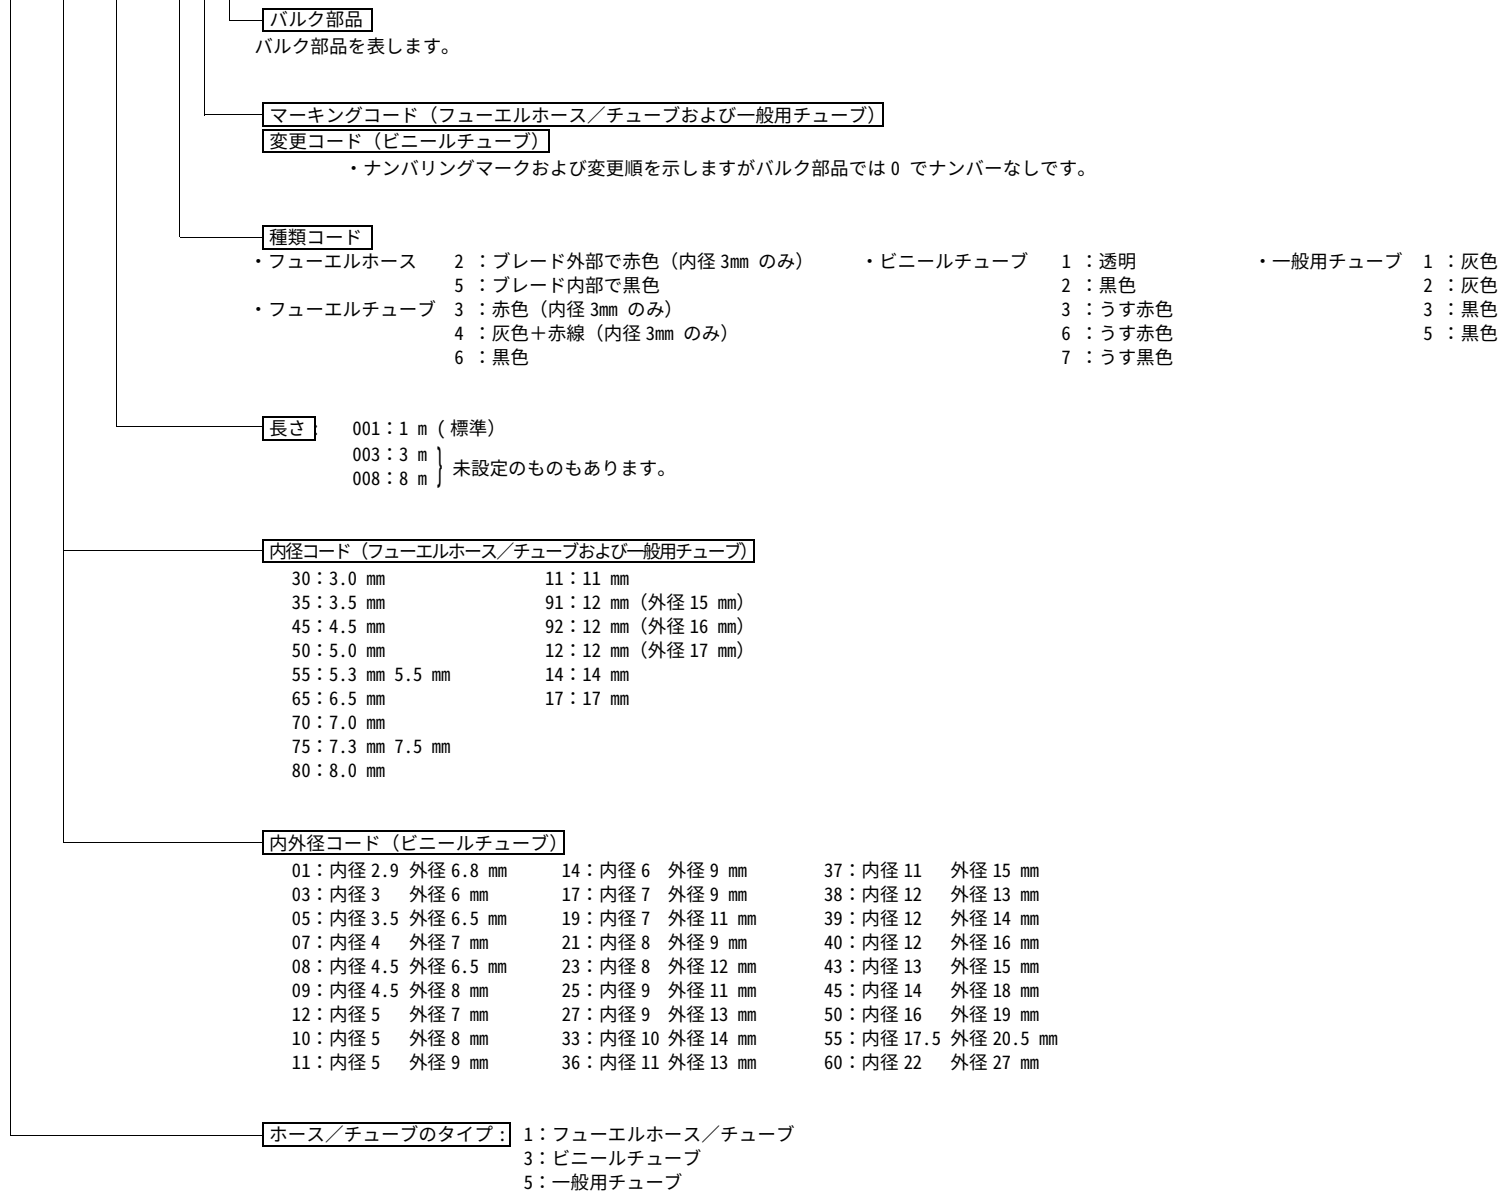 バルク部品
バルク部品を表します。
マーキングコード（フューエルホース／チューブおよび一般用チューブ）
変更コード（ビニールチューブ）
・ナンバリングマークおよび変更順を示しますがバルク部品では 0 でナンバーなしです。
種類コード
・フューエルホース 2 ：ブレード外部で赤色（内径 3㎜ のみ） ・ビニールチューブ 1 ：透明 ・一般用チューブ 1 ：灰色
5 ：ブレード内部で黒色 2 ：黒色 2 ：灰色
・フューエルチューブ 3 ：赤色（内径 3㎜ のみ） 3 ：うす赤色 3 ：黒色
4 ：灰色＋赤線（内径 3㎜ のみ） 6 ：うす赤色 5 ：黒色
6 ：黒色 7 ：うす黒色
長さ： 001：1 m ( 標準）
003：3 m
008：8 m } 未設定のものもあります。
内径コード（フューエルホース／チューブおよび一般用チューブ）
30：3.0 ㎜ 11：11 ㎜
35：3.5 ㎜ 91：12 ㎜（外径 15 ㎜）
45：4.5 ㎜ 92：12 ㎜（外径 16 ㎜）
50：5.0 ㎜ 12：12 ㎜（外径 17 ㎜）
55：5.3 ㎜ 5.5 ㎜ 14：14 ㎜
65：6.5 ㎜ 17：17 ㎜
70：7.0 ㎜
75：7.3 ㎜ 7.5 ㎜
80：8.0 ㎜
内外径コード（ビニールチューブ）
01：内径 2.9 外径 6.8 ㎜ 14：内径 6 外径 9 ㎜ 37：内径 11 外径 15 ㎜
03：内径 3 外径 6 ㎜ 17：内径 7 外径 9 ㎜ 38：内径 12 外径 13 ㎜
05：内径 3.5 外径 6.5 ㎜ 19：内径 7 外径 11 ㎜ 39：内径 12 外径 14 ㎜
07：内径 4 外径 7 ㎜ 21：内径 8 外径 9 ㎜ 40：内径 12 外径 16 ㎜
08：内径 4.5 外径 6.5 ㎜ 23：内径 8 外径 12 ㎜ 43：内径 13 外径 15 ㎜
09：内径 4.5 外径 8 ㎜ 25：内径 9 外径 11 ㎜ 45：内径 14 外径 18 ㎜
12：内径 5 外径 7 ㎜ 27：内径 9 外径 13 ㎜ 50：内径 16 外径 19 ㎜
10：内径 5 外径 8 ㎜ 33：内径 10 外径 14 ㎜ 55：内径 17.5 外径 20.5 ㎜
11：内径 5 外径 9 ㎜ 36：内径 11 外径 13 ㎜ 60：内径 22 外径 27 ㎜
ホース／チューブのタイプ： 1：フューエルホース／チューブ
3：ビニールチューブ
5：一般用チューブ